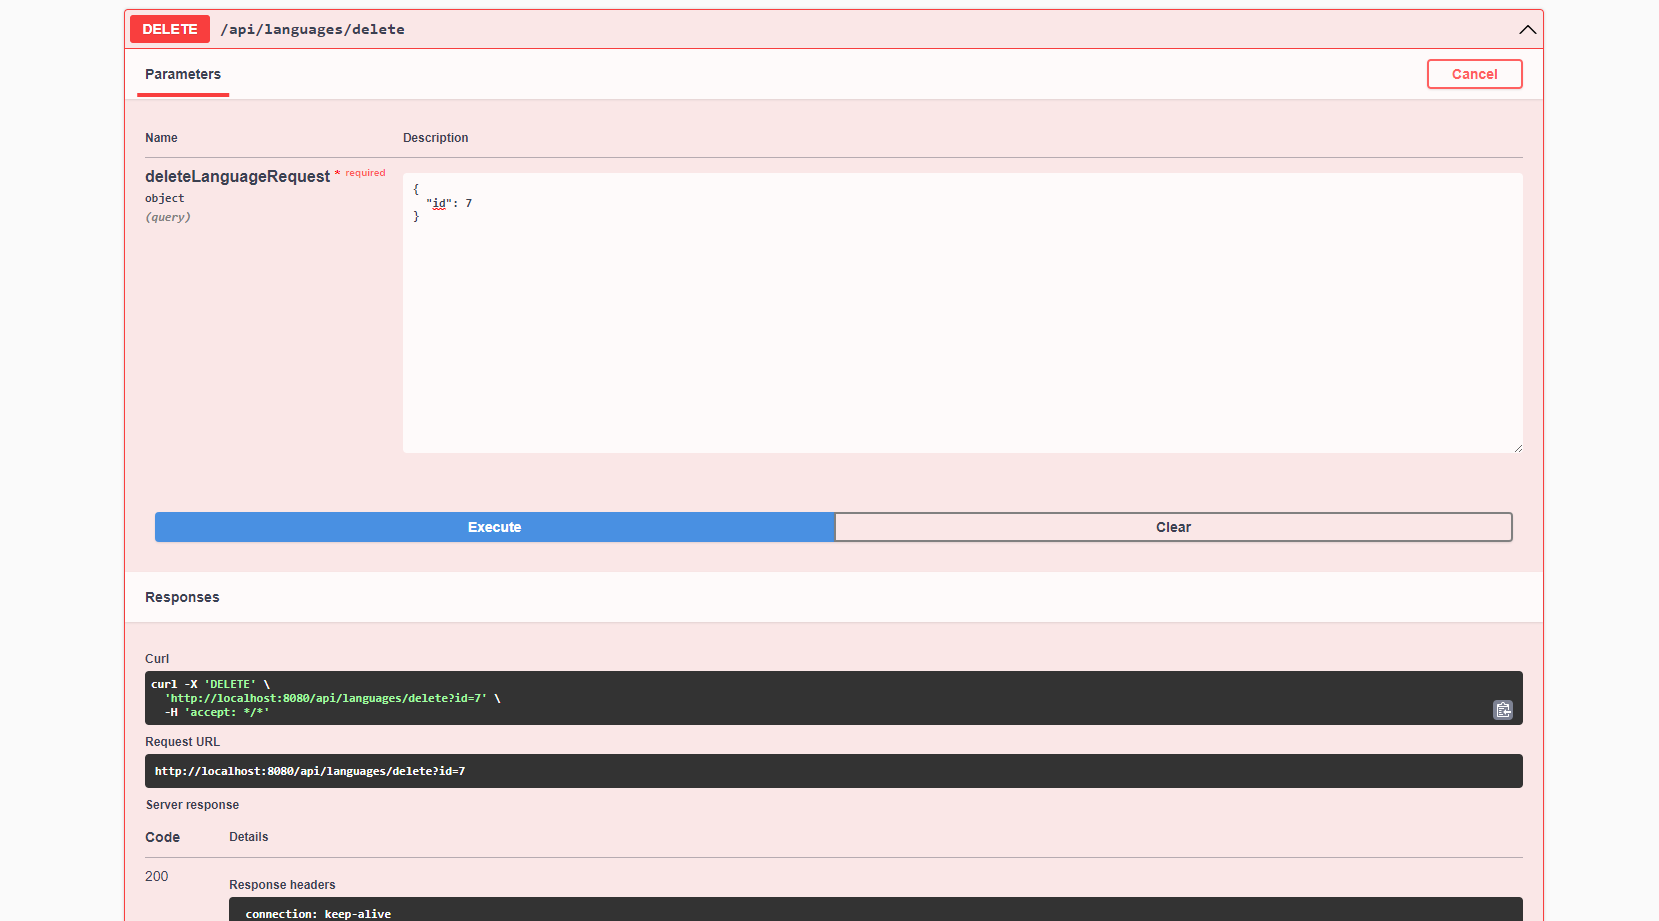 DELETE /api/languages/delete
Parameters
Cancel
Name Description
deleteLanguageRequest * required
object
(query)
{
  "id": 7
}
Execute Clear
Responses
Curl
curl -X 'DELETE' \
  'http://localhost:8080/api/languages/delete?id=7' \
  -H 'accept: */*'
Request URL
http://localhost:8080/api/languages/delete?id=7
Server response
Code Details
200
Response headers
connection: keep-alive